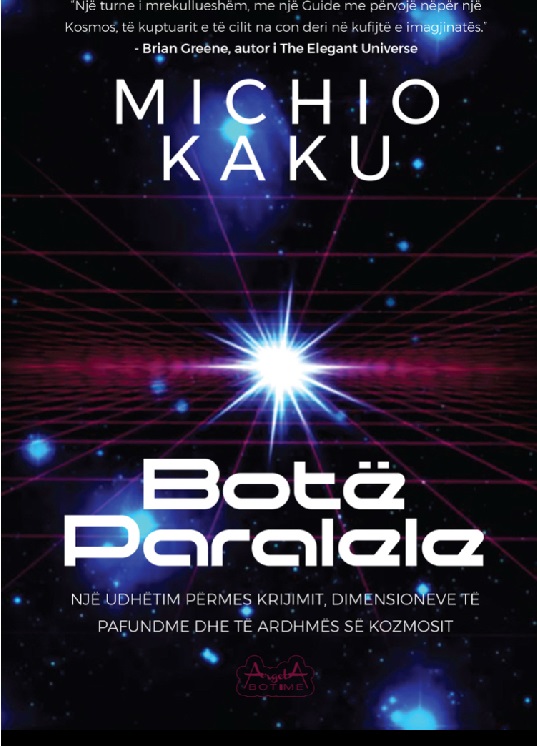 “Një turne i mrekullueshëm, me një Guide me përvojë nëpër një
Kosmos, të kuptuarit e të cilit na con deri në kufijtë e imagjinatës.”
- Brian Greene, autor i The Elegant Universe
MICHIO
KAKU
Botë
Paralele
NJË UDHËTIM PËRMES KRIJIMIT, DIMENSIONEVE TË
PAFUNDME DHE TË ARDHMËS SË KOZMOSIT
ArgetA
BOTIME